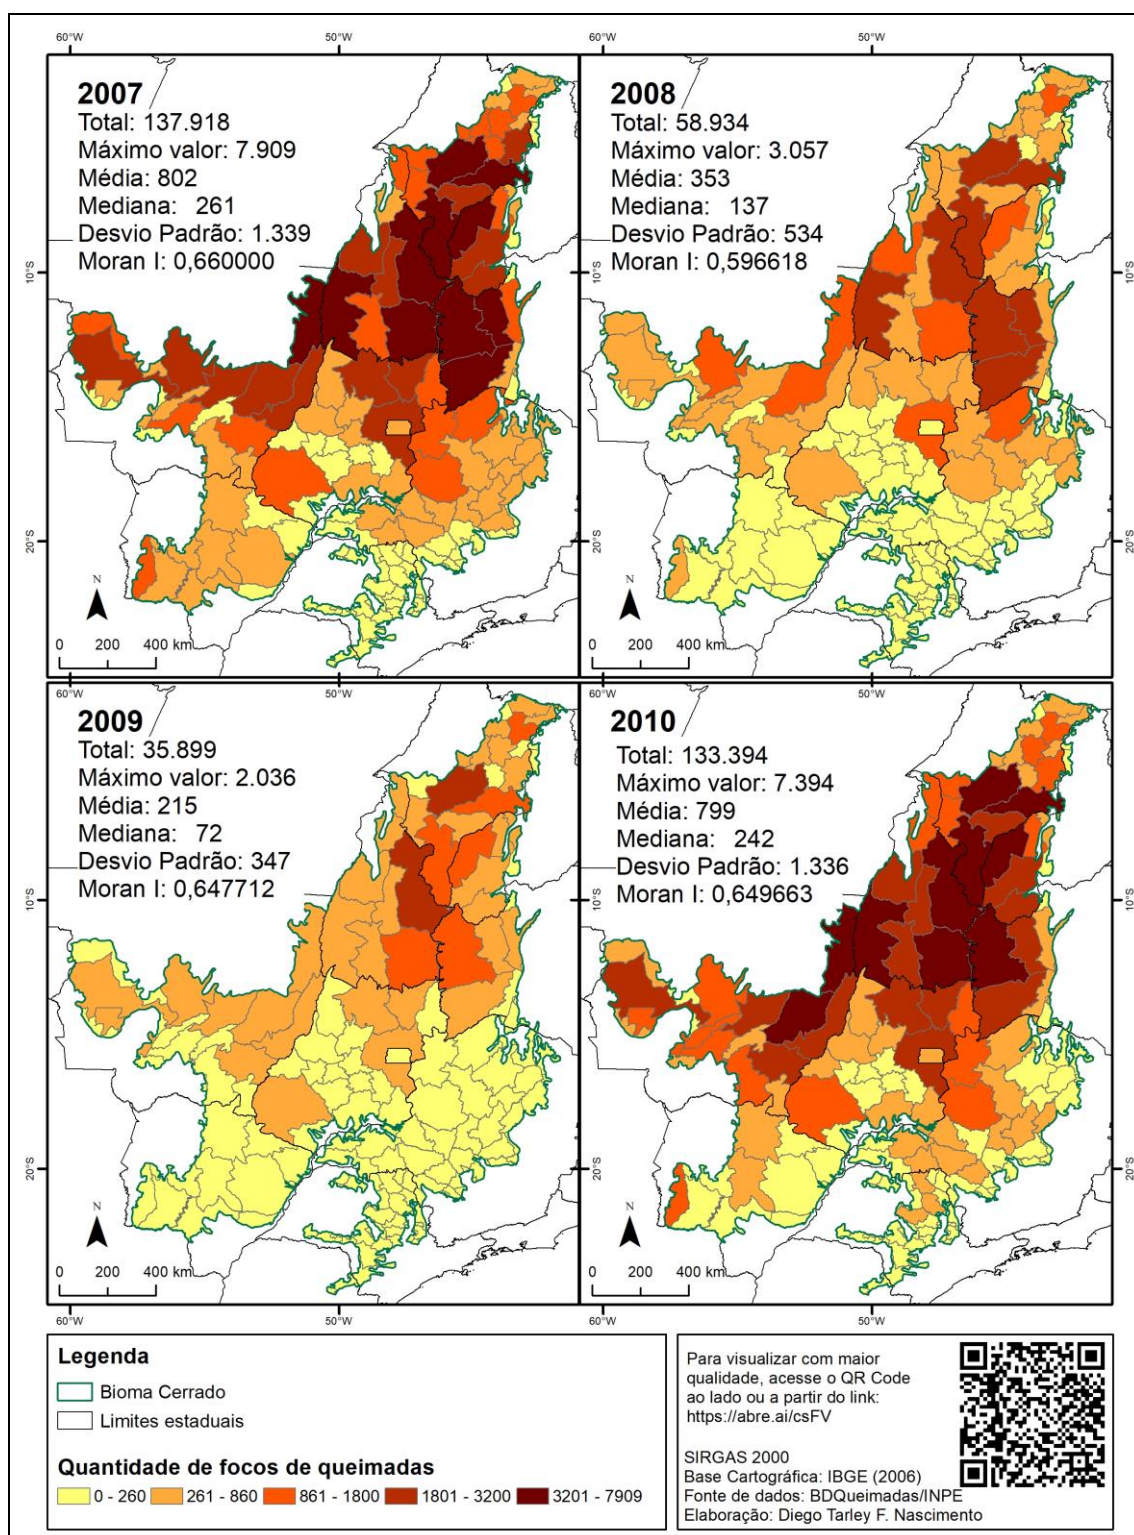 60°W
50°W
60°W
50°W
2007
Total: 137.918
Máximo valor: 7.909
Média: 802
Mediana: 261
Desvio Padrão: 1.339
Moran I: 0,660000
2008
Total: 58.934
Máximo valor: 3.057
Média: 353
Mediana: 137
Desvio Padrão: 534
Moran I: 0,596618
10°S
10°S
10°S
20°S
20°S
20°S
N
0 200 400 km
N
0 200 400 km
60°W
50°W
60°W
50°W
2009
Total: 35.899
Máximo valor: 2.036
Média: 215
Mediana: 72
Desvio Padrão: 347
Moran I: 0,647712
2010
Total: 133.394
Máximo valor: 7.394
Média: 799
Mediana: 242
Desvio Padrão: 1.336
Moran I: 0,649663
10°S
10°S
10°S
20°S
20°S
20°S
N
0 200 400 km
N
0 200 400 km
60°W
50°W
60°W
50°W
Legenda
Bioma Cerrado
Limites estaduais
Quantidade de focos de queimadas
0 - 260 261 - 860 861 - 1800 1801 - 3200 3201 - 7909
Para visualizar com maior
qualidade, acesse o QR Code
ao lado ou a partir do link:
https://abre.ai/csFV
SIRGAS 2000
Base Cartográfica: IBGE (2006)
Fonte de dados: BDQueimadas/INPE
Elaboração: Diego Tarley F. Nascimento